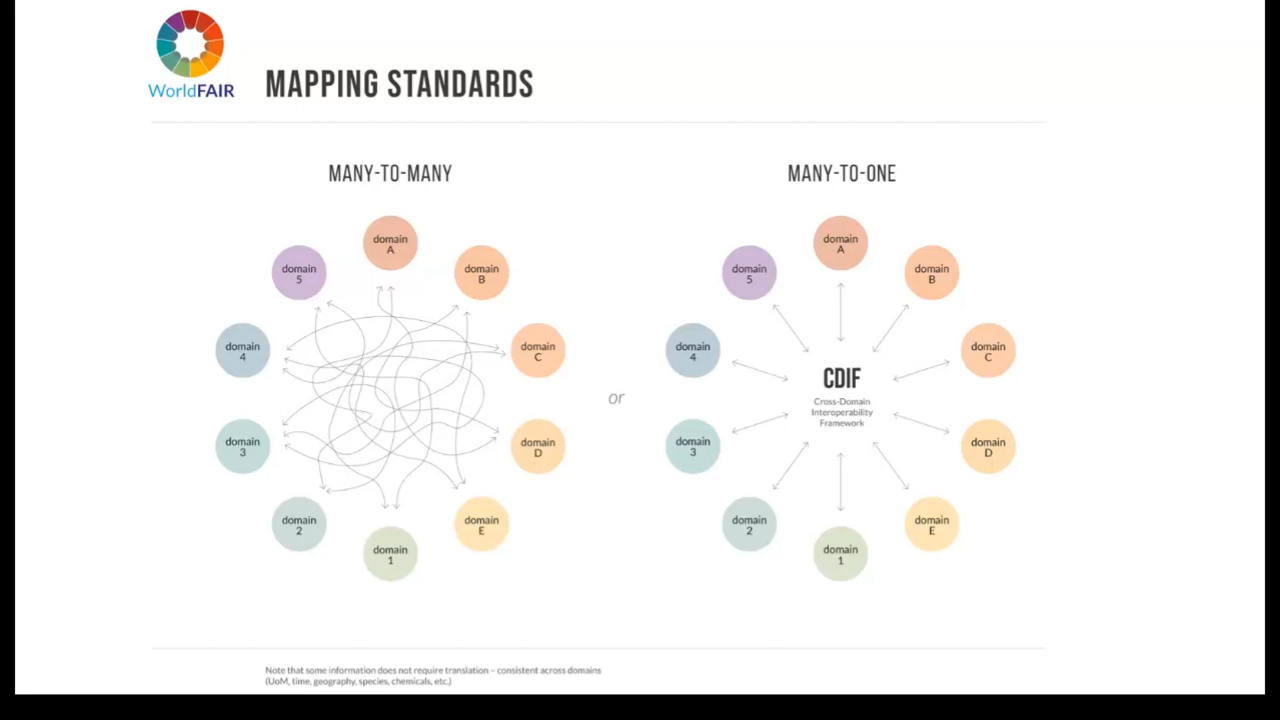 WorldFAIR
MAPPING STANDARDS
MANY-TO-MANY
domain
A
domain
B
domain
C
domain
D
domain
E
domain
1
domain
2
domain
3
domain
4
domain
5
or
MANY-TO-ONE
domain
A
domain
B
domain
C
domain
D
domain
E
domain
1
domain
2
domain
3
domain
4
domain
5
CDIF
Cross-Domain
Interoperability
Framework
Note that some information does not require translation – consistent across domains
(UoM, time, geography, species, chemicals, etc.)